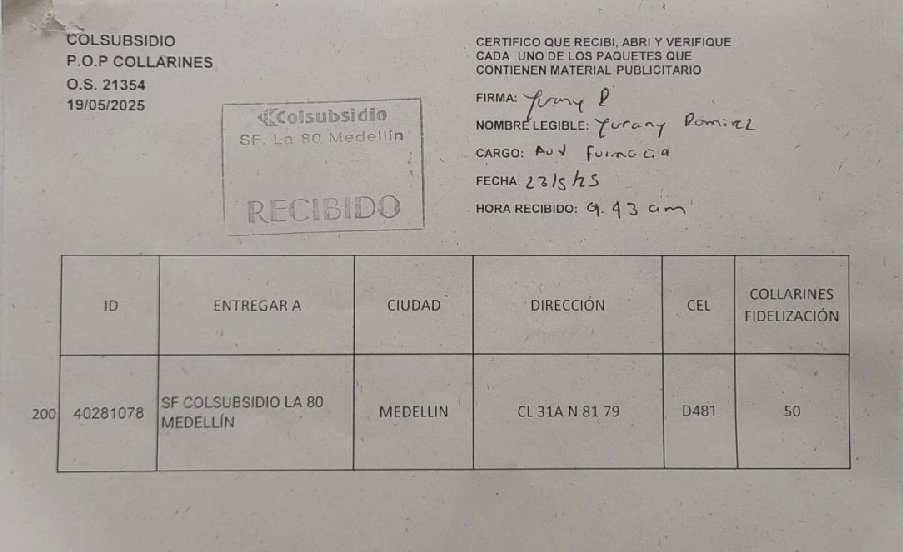 COLSUBSIDIO
P.O.P COLLARINES
O.S. 21354
19/05/2025
Colsubsidio
SF. La 80 Medellín
RECIBIDO
CERTIFICO QUE RECIBI, ABRI Y VERIFIQUE
CADA UNO DE LOS PAQUETES QUE
CONTIENEN MATERIAL PUBLICITARIO
FIRMA: Yurany R
NOMBRE LEGIBLE: Yurany Ramirez
CARGO: Aux Farmacia
FECHA: 23/5/25
HORA RECIBIDO: 9.43 am
ID ENTREGAR A CIUDAD DIRECCIÓN CEL COLLARINES FIDELIZACIÓN
200 40281078 SF COLSUBSIDIO LA 80 MEDELLÍN MEDELLIN CL 31A N 81 79 D481 50